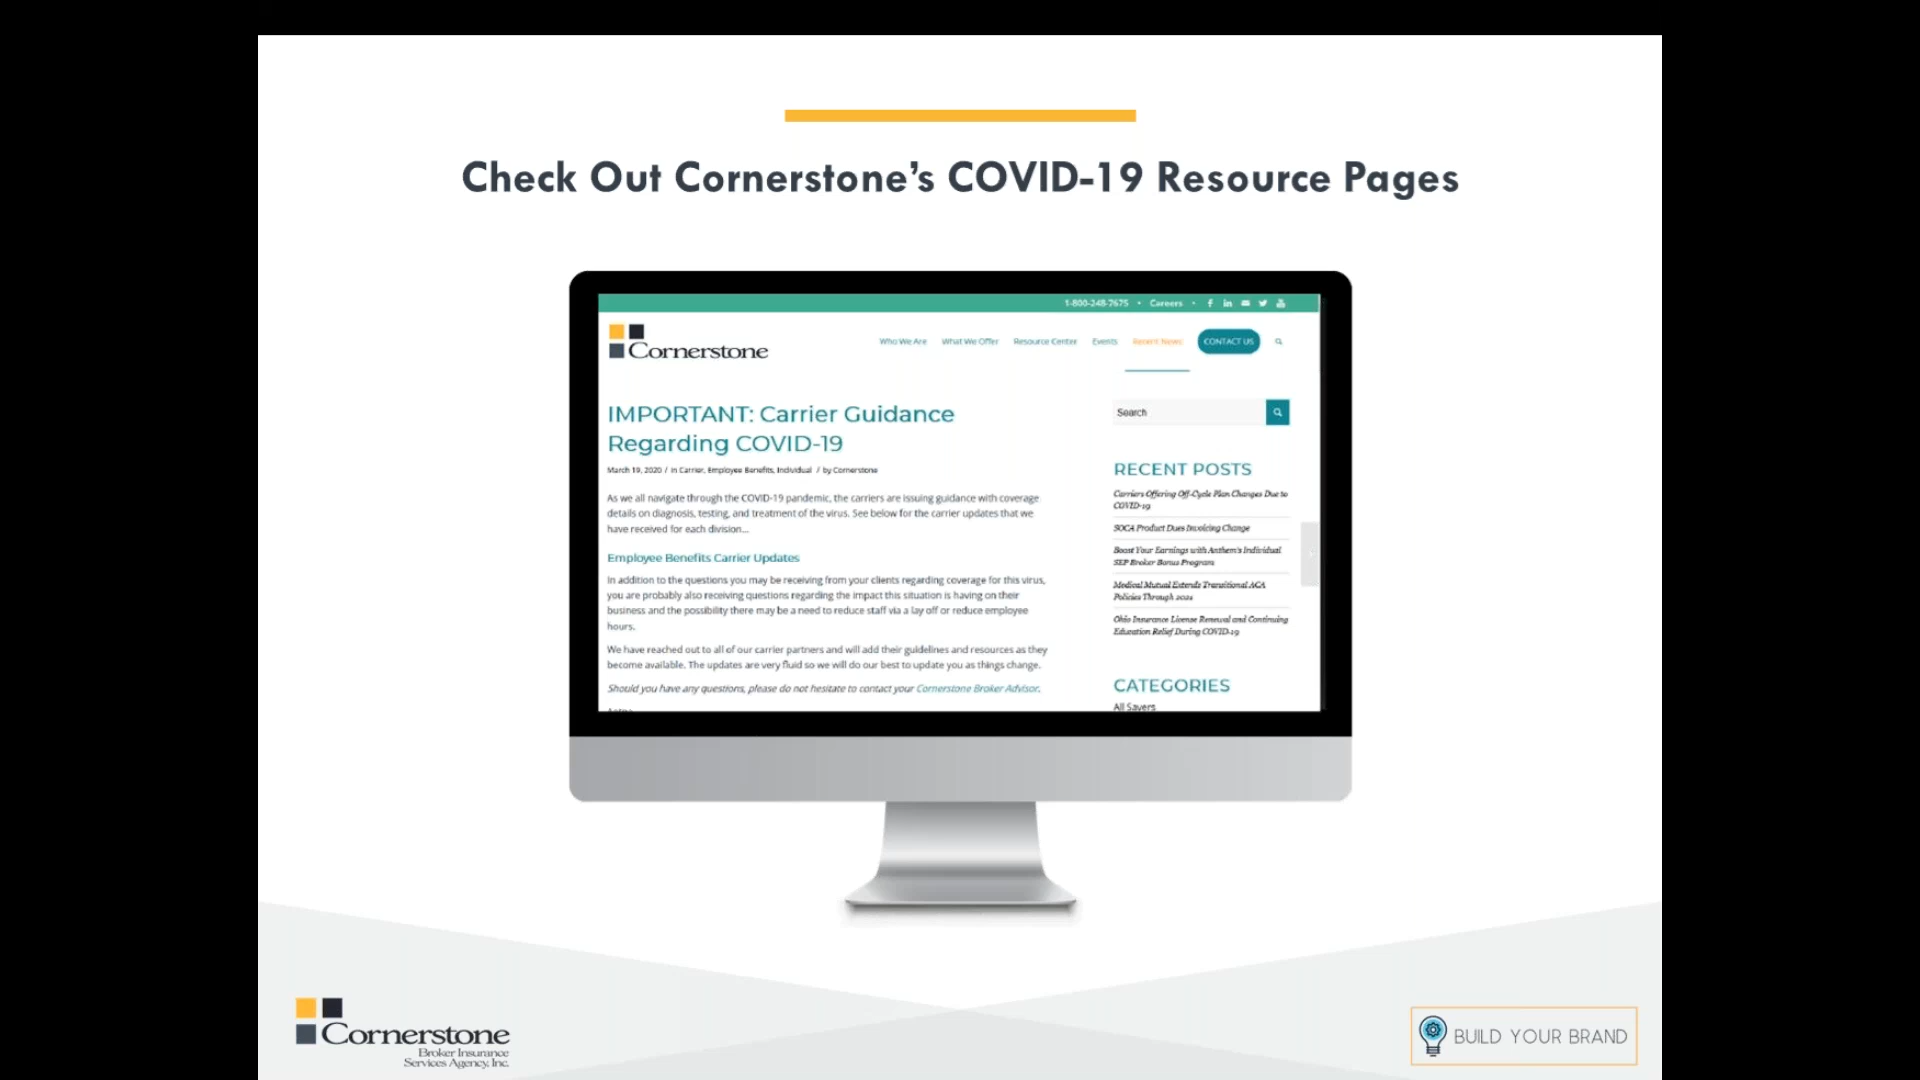 Check Out Cornerstone’s COVID-19 Resource Pages
1-800-248-7675 • Careers •
Cornerstone
Who We Are What We Offer Resource Center Events Recent News CONTACT US
IMPORTANT: Carrier Guidance
Regarding COVID-19
March 19, 2020 / in Carrier, Employee Benefits, Individual / by Cornerstone
As we all navigate through the COVID-19 pandemic, the carriers are issuing guidance with coverage
details on diagnosis, testing, and treatment of the virus. See below for the carrier updates that we
have received for each division...
Employee Benefits Carrier Updates
In addition to the questions you may be receiving from your clients regarding coverage for this virus,
you are probably also receiving questions regarding the impact this situation is having on their
business and the possibility there may be a need to reduce staff via a lay off or reduce employee
hours.
We have reached out to all of our carrier partners and will add their guidelines and resources as they
become available. The updates are very fluid so we will do our best to update you as things change.
Should you have any questions, please do not hesitate to contact your Cornerstone Broker Advisor.
Search
RECENT POSTS
Carriers Offering Off-Cycle Plan Changes Due to
COVID-19
SOCA Product Dues Invoicing Change
Boost Your Earnings with Anthem's Individual
SEP Broker Bonus Program
Medical Mutual Extends Transitional ACA
Policies Through 2021
Ohio Insurance License Renewal and Continuing
Education Relief During COVID-19
CATEGORIES
All Savers
Cornerstone
Broker Insurance
Services Agency, Inc.
BUILD YOUR BRAND